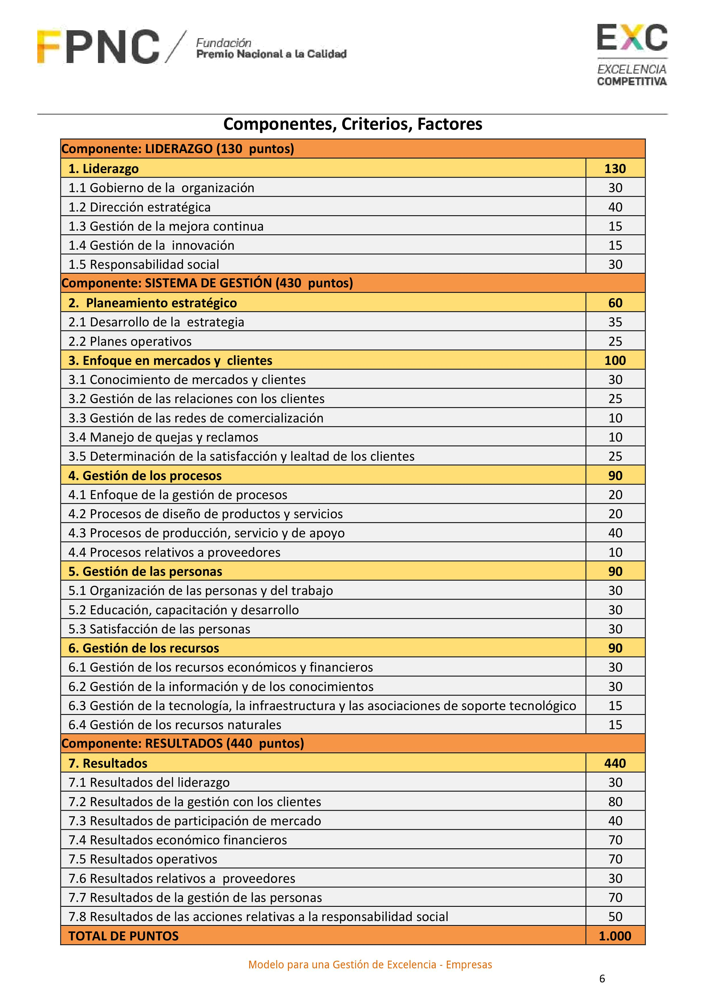 FPNC
Fundación
Premio Nacional a la Calidad
EXC
EXCELENCIA
COMPETITIVA
Componentes, Criterios, Factores
Componente: LIDERAZGO (130 puntos)
1. Liderazgo 130
1.1 Gobierno de la organización 30
1.2 Dirección estratégica 40
1.3 Gestión de la mejora continua 15
1.4 Gestión de la innovación 15
1.5 Responsabilidad social 30
Componente: SISTEMA DE GESTIÓN (430 puntos)
2. Planeamiento estratégico 60
2.1 Desarrollo de la estrategia 35
2.2 Planes operativos 25
3. Enfoque en mercados y clientes 100
3.1 Conocimiento de mercados y clientes 30
3.2 Gestión de las relaciones con los clientes 25
3.3 Gestión de las redes de comercialización 10
3.4 Manejo de quejas y reclamos 10
3.5 Determinación de la satisfacción y lealtad de los clientes 25
4. Gestión de los procesos 90
4.1 Enfoque de la gestión de procesos 20
4.2 Procesos de diseño de productos y servicios 20
4.3 Procesos de producción, servicio y de apoyo 40
4.4 Procesos relativos a proveedores 10
5. Gestión de las personas 90
5.1 Organización de las personas y del trabajo 30
5.2 Educación, capacitación y desarrollo 30
5.3 Satisfacción de las personas 30
6. Gestión de los recursos 90
6.1 Gestión de los recursos económicos y financieros 30
6.2 Gestión de la información y de los conocimientos 30
6.3 Gestión de la tecnología, la infraestructura y las asociaciones de soporte tecnológico 15
6.4 Gestión de los recursos naturales 15
Componente: RESULTADOS (440 puntos)
7. Resultados 440
7.1 Resultados del liderazgo 30
7.2 Resultados de la gestión con los clientes 80
7.3 Resultados de participación de mercado 40
7.4 Resultados económico financieros 70
7.5 Resultados operativos 70
7.6 Resultados relativos a proveedores 30
7.7 Resultados de la gestión de las personas 70
7.8 Resultados de las acciones relativas a la responsabilidad social 50
TOTAL DE PUNTOS 1.000
Modelo para una Gestión de Excelencia - Empresas
6